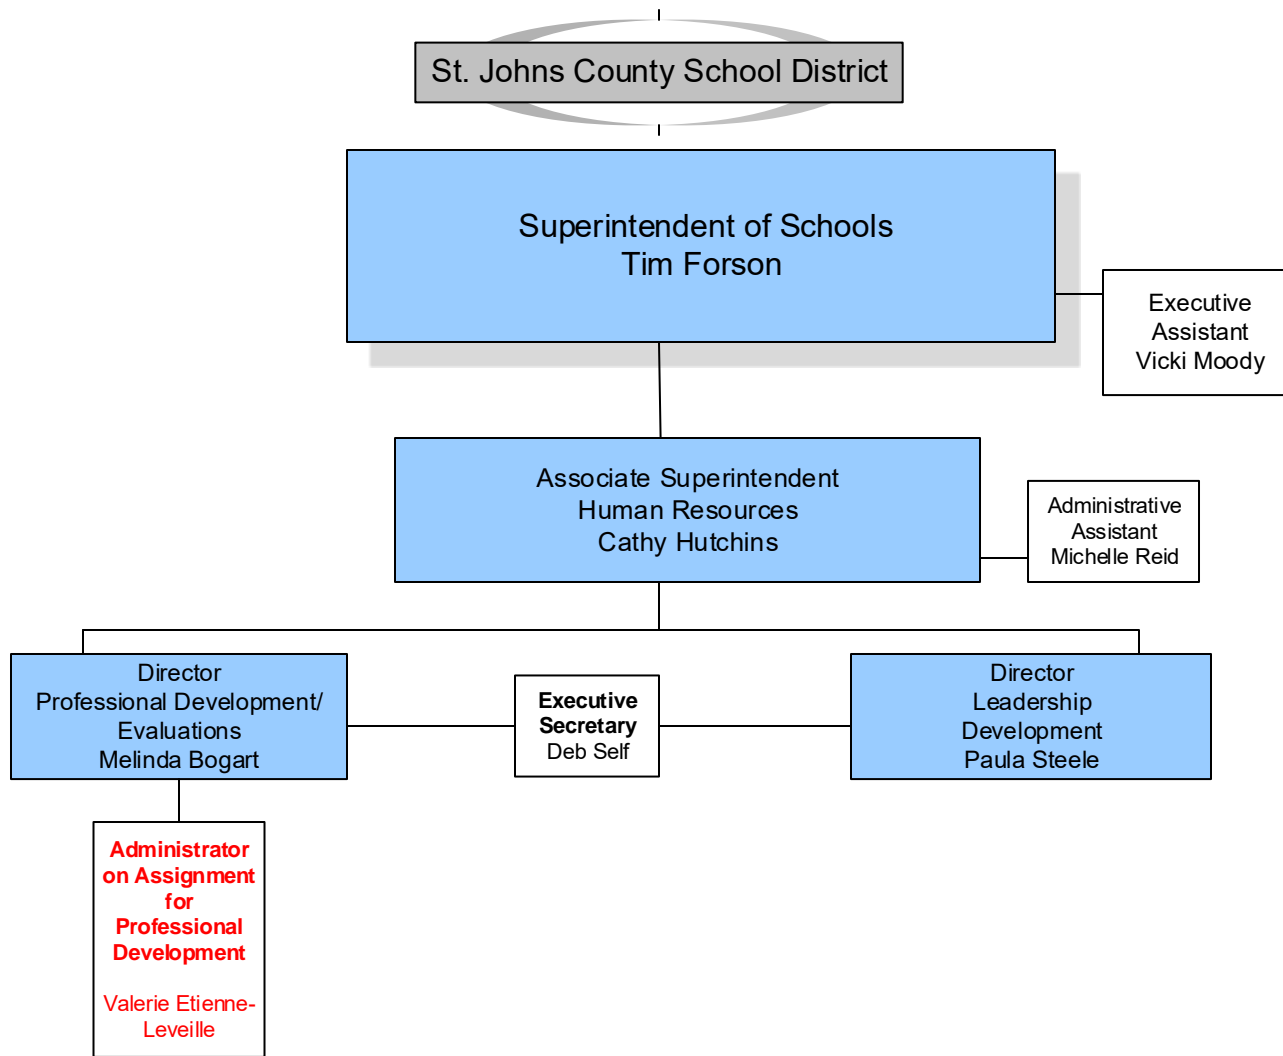 St. Johns County School District
Superintendent of Schools
Tim Forson
Executive
Assistant
Vicki Moody
Associate Superintendent
Human Resources
Cathy Hutchins
Administrative
Assistant
Michelle Reid
Director
Professional Development/
Evaluations
Melinda Bogart
Executive
Secretary
Deb Self
Director
Leadership
Development
Paula Steele
Administrator
on Assignment
for
Professional
Development
Valerie Etienne-
Leveille